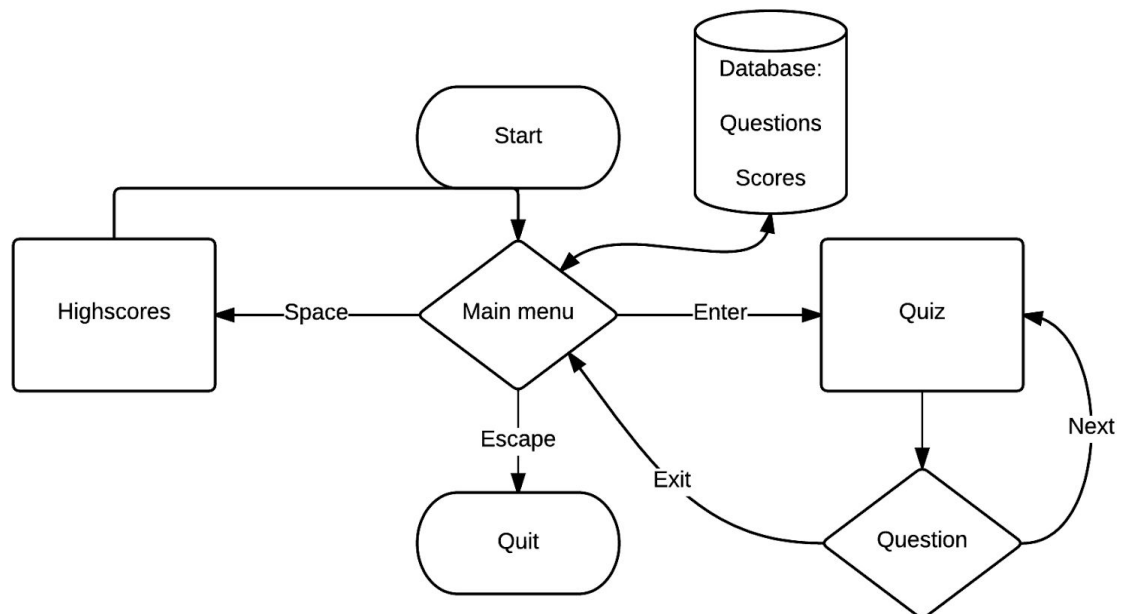 Database:
Questions
Scores
Start
Highscores
Space
Main menu
Enter
Quiz
Escape
Exit
Next
Quit
Question